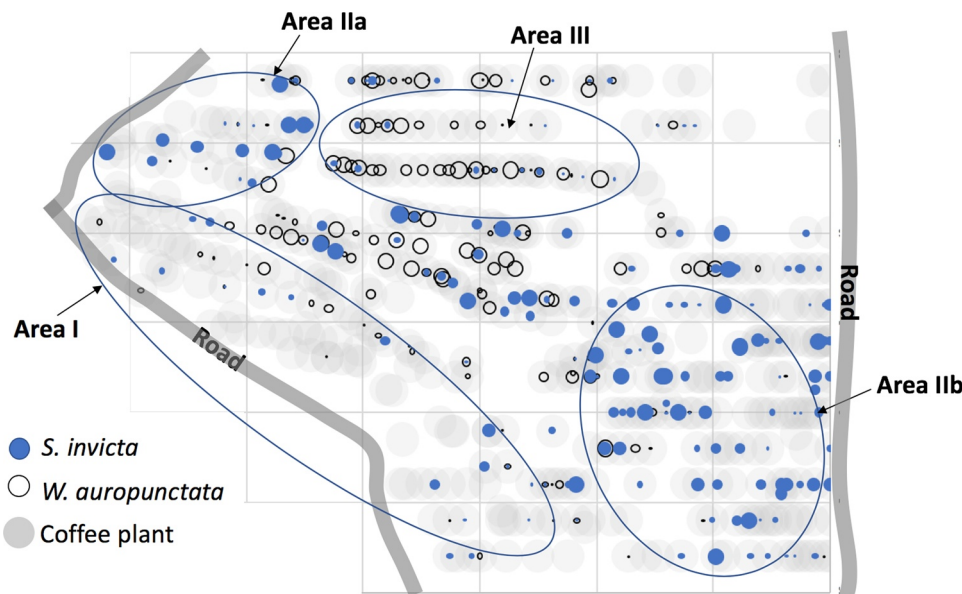 Area IIa
Area III
Road
Area I
Road
Area IIb
S. invicta
W. auropunctata
Coffee plant